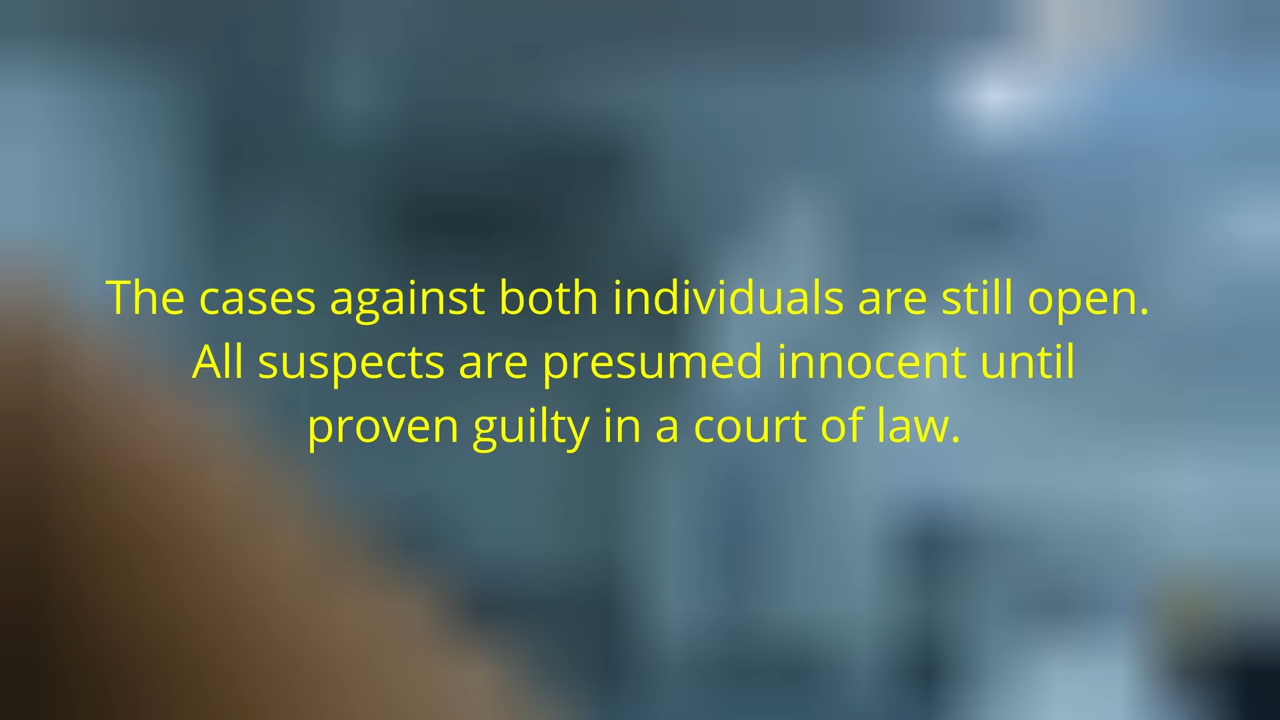 The cases against both individuals are still open.
All suspects are presumed innocent until
proven guilty in a court of law.